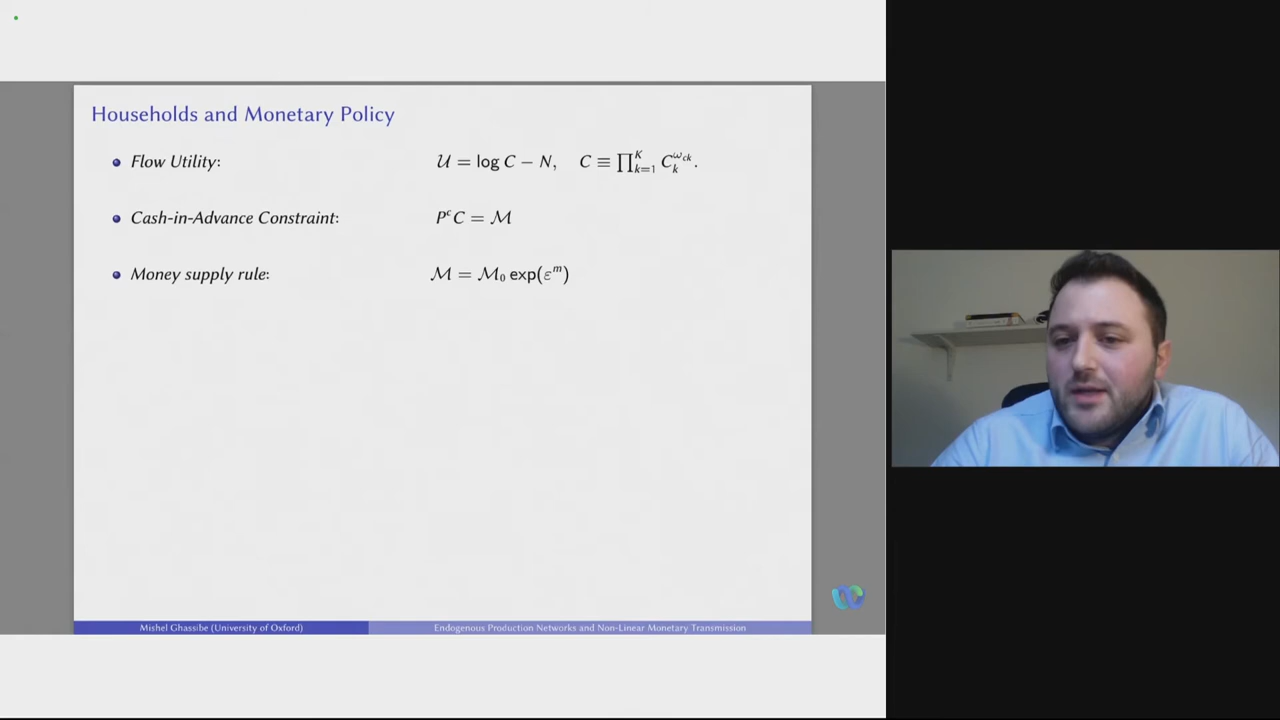 Households and Monetary Policy
Flow Utility: 𝒰 = log C − N, C ≡ ∏_{k=1}^{K} C_k^{ω_{ck}}.
Cash-in-Advance Constraint: P^c C = ℳ
Money supply rule: ℳ = ℳ_0 exp(ε^m)
Mishel Ghassibe (University of Oxford) Endogenous Production Networks and Non-Linear Monetary Transmission